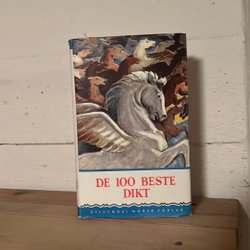 DE 100 BESTE
DIKT
GYLDENDAL NORSK FORLAG